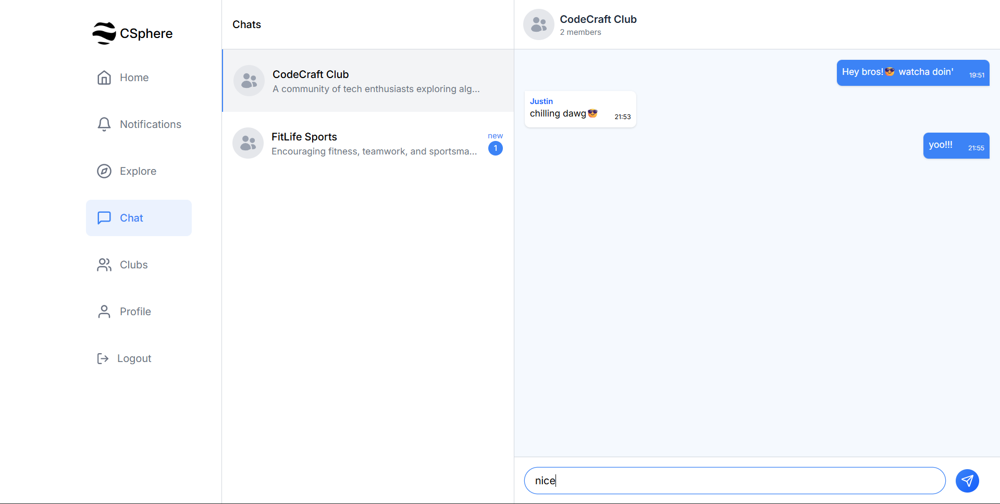 CSphere
Home
Notifications
Explore
Chat
Clubs
Profile
Logout
Chats
CodeCraft Club
A community of tech enthusiasts exploring alg...
FitLife Sports
Encouraging fitness, teamwork, and sportsma...
new
1
CodeCraft Club
2 members
Hey bros!😎 watcha doin' 19:51
Justin
chilling dawg😎 21:53
yoo!!! 21:55
nice